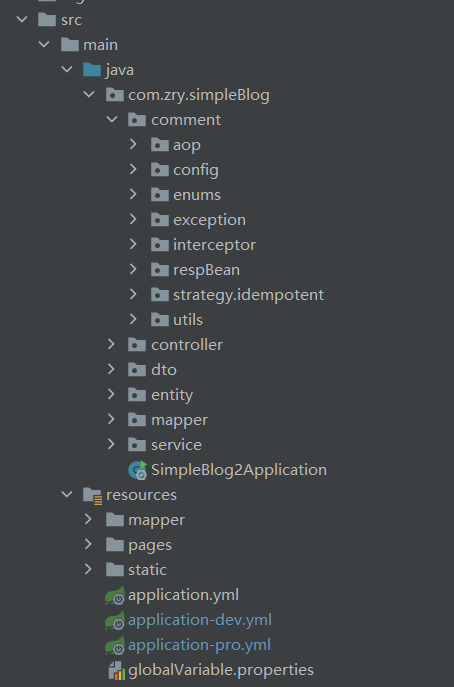 src
main
java
com.zry.simpleBlog
comment
aop
config
enums
exception
interceptor
respBean
strategy.idempotent
utils
controller
dto
entity
mapper
service
SimpleBlog2Application
resources
mapper
pages
static
application.yml
application-dev.yml
application-pro.yml
globalVariable.properties